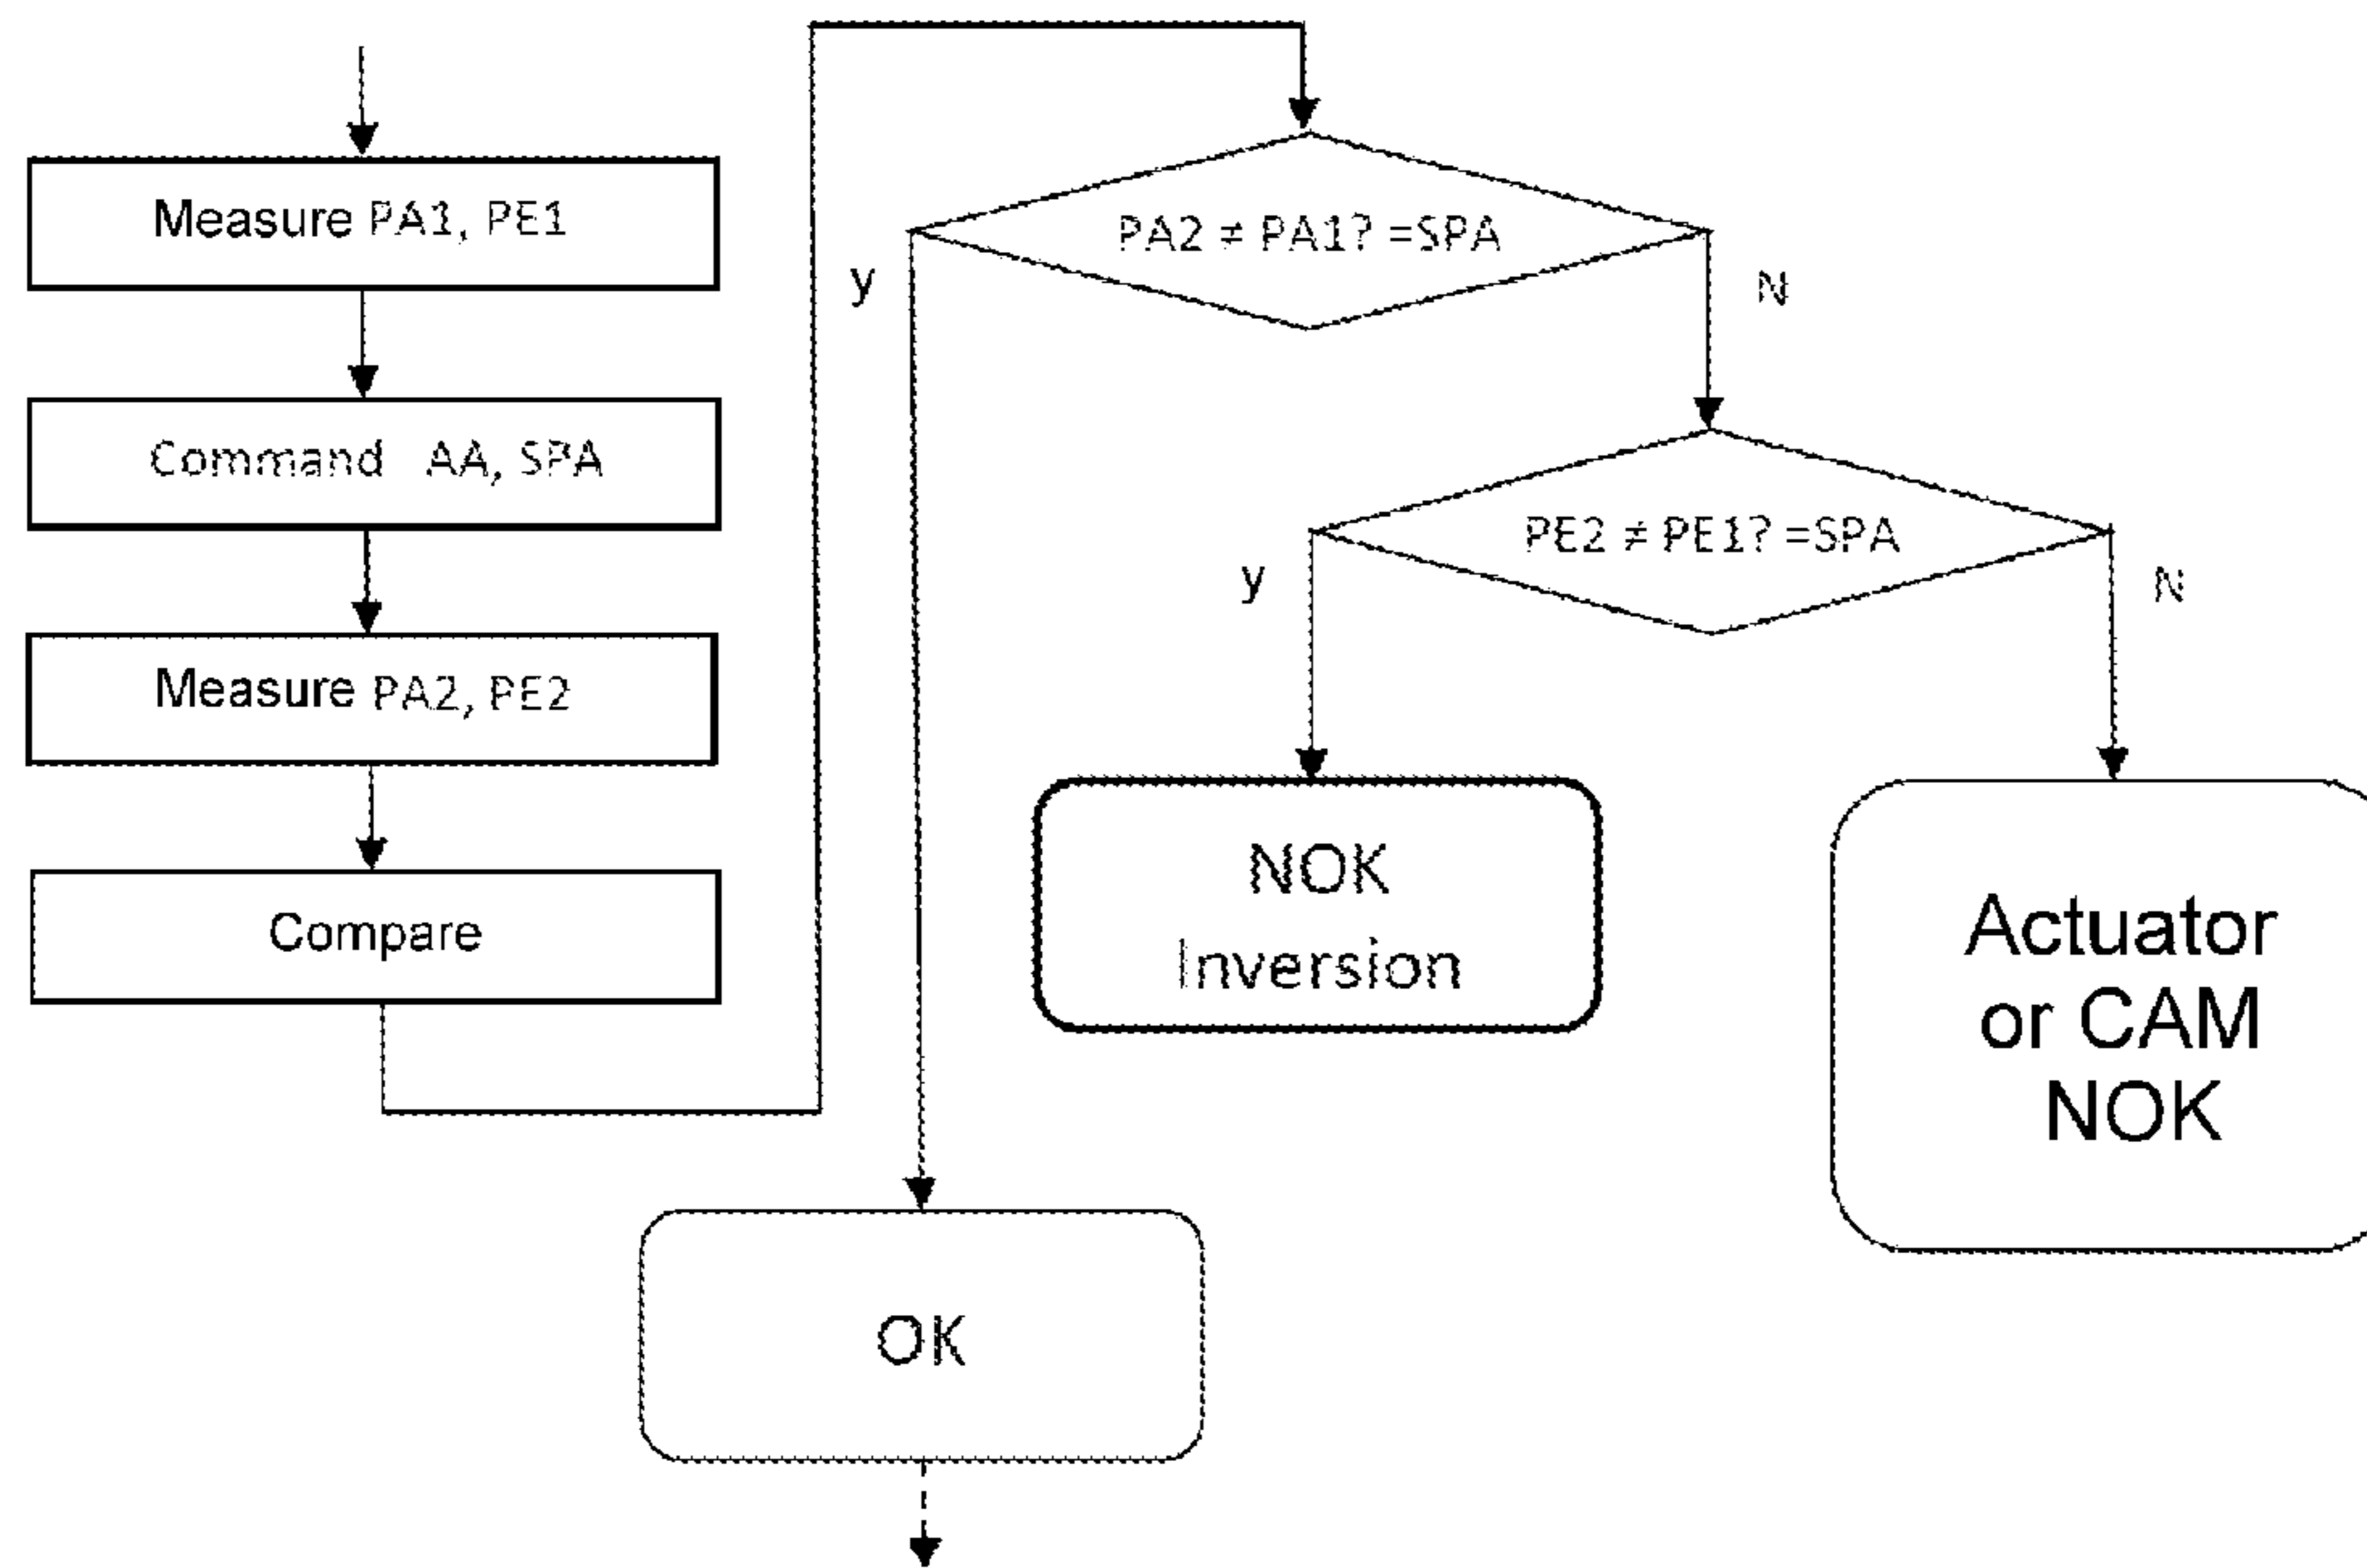 Measure PA1, PE1
Command AA, SPA
Measure PA2, PE2
Compare
PA2 ≠ PA1? =SPA
y
N
PE2 ≠ PE1? =SPA
y
N
NOK
Inversion
Actuator
or CAM
NOK
OK